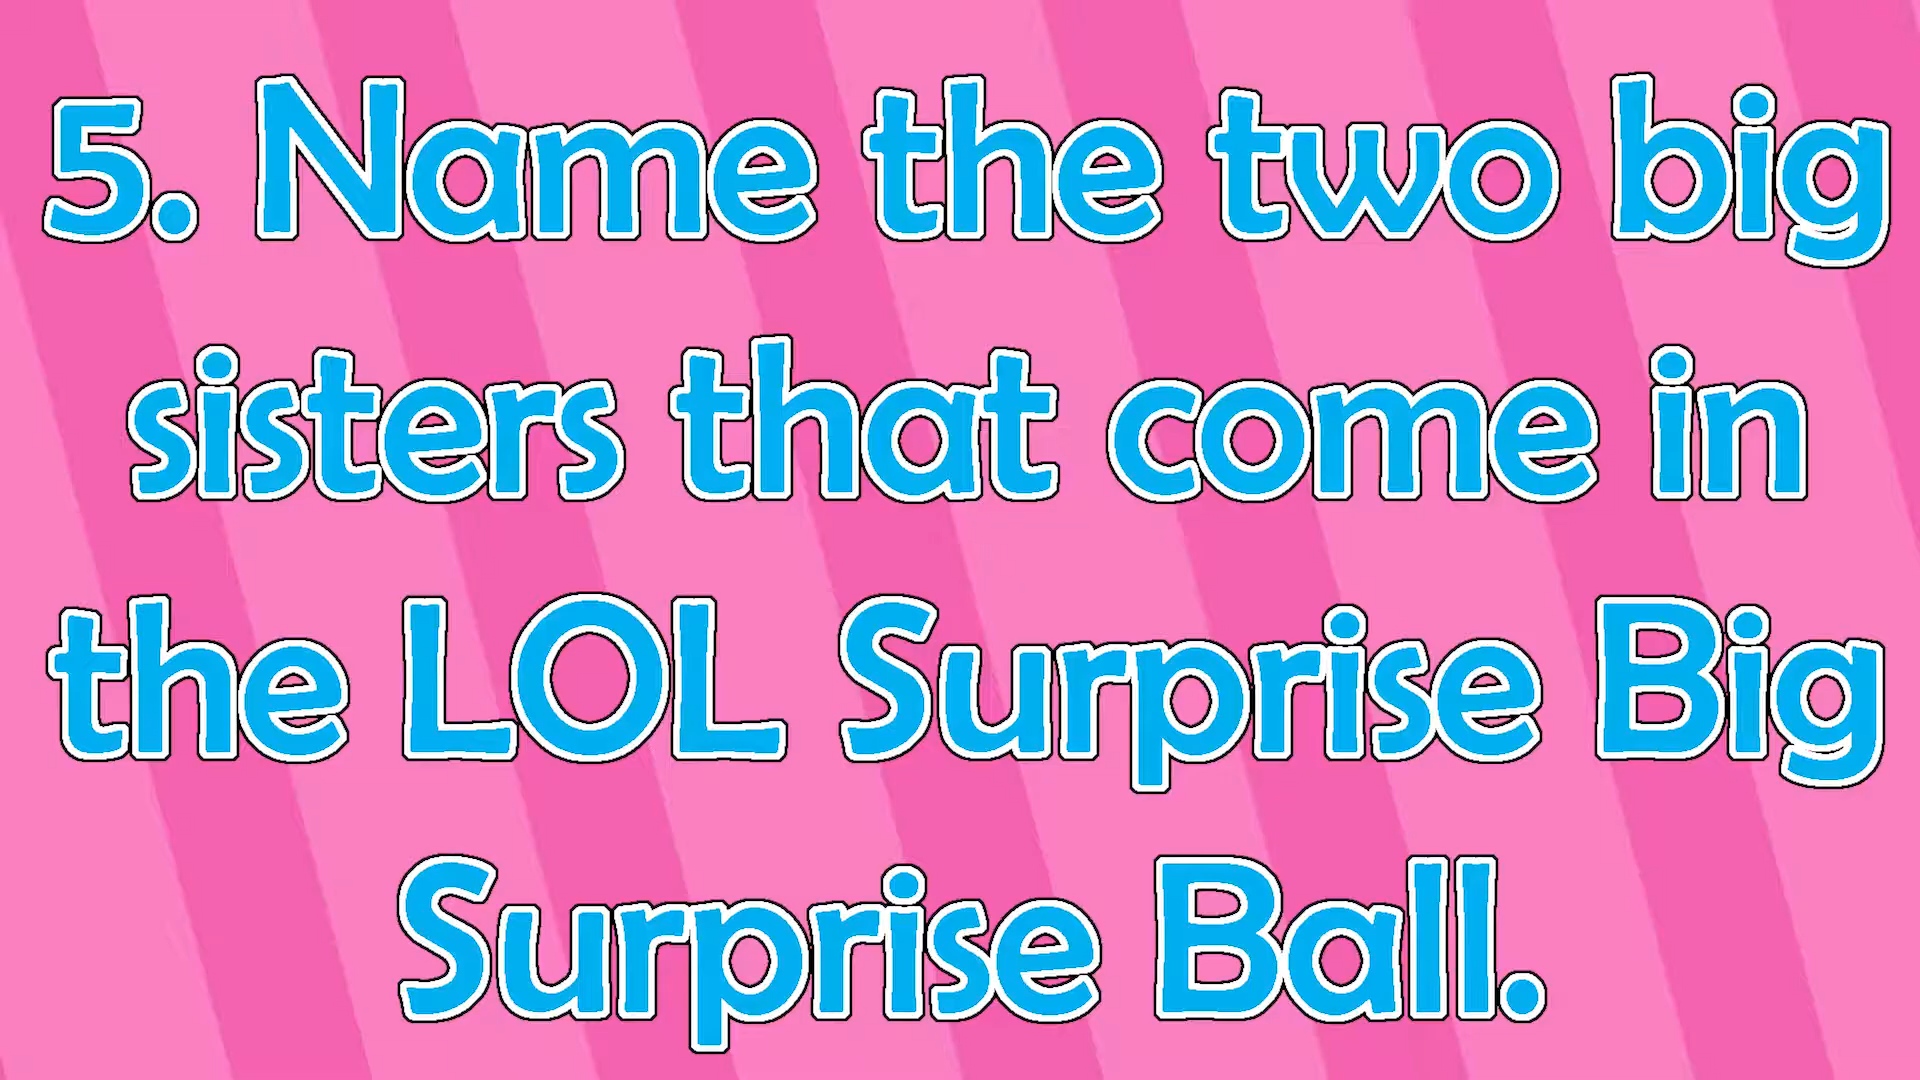 5. Name the two big
sisters that come in
the LOL Surprise Big
Surprise Ball.